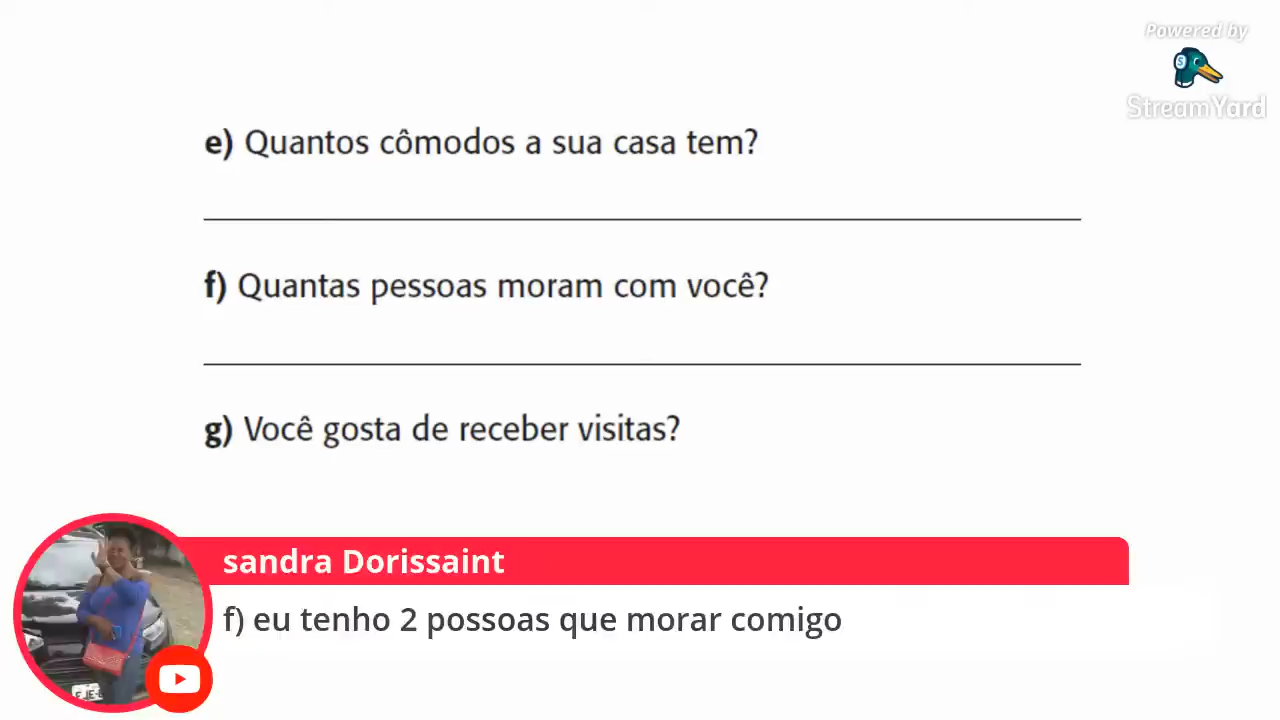 Powered by
StreamYard
e) Quantos cômodos a sua casa tem?
f) Quantas pessoas moram com você?
g) Você gosta de receber visitas?
sandra Dorissaint
f) eu tenho 2 possoas que morar comigo